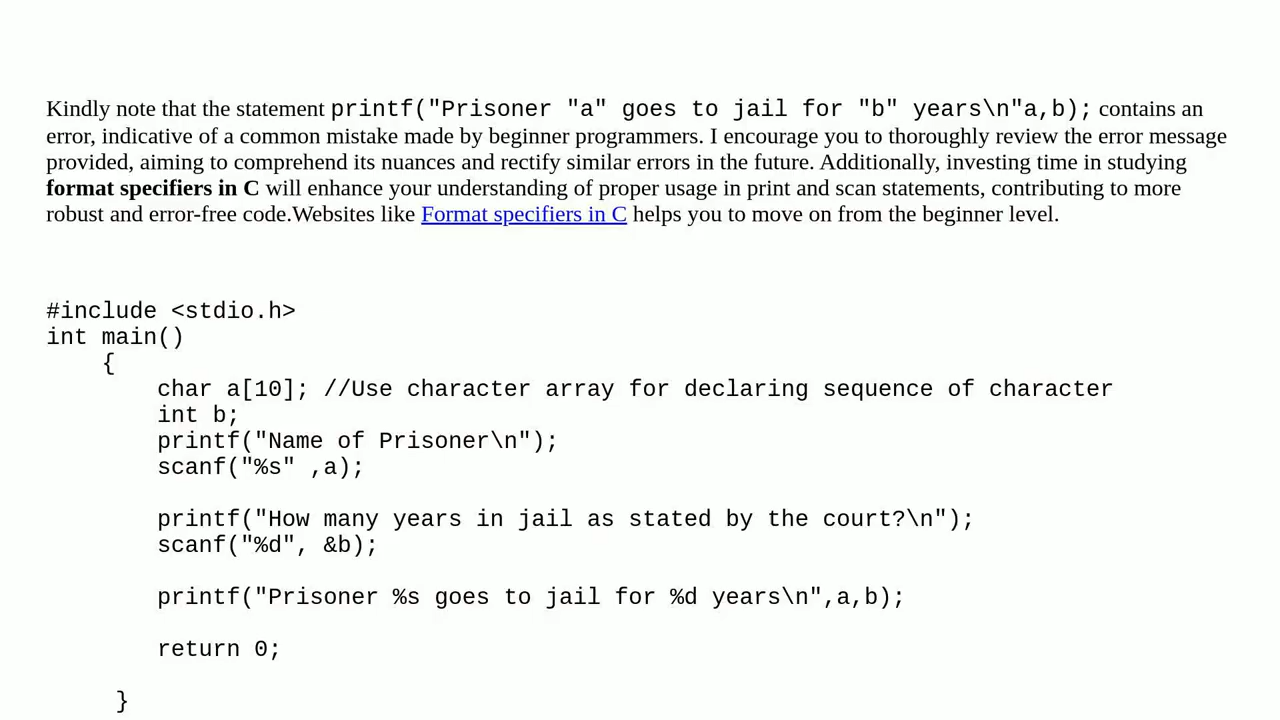 Kindly note that the statement printf("Prisoner "a" goes to jail for "b" years\n"a,b); contains an
error, indicative of a common mistake made by beginner programmers. I encourage you to thoroughly review the error message
provided, aiming to comprehend its nuances and rectify similar errors in the future. Additionally, investing time in studying
format specifiers in C will enhance your understanding of proper usage in print and scan statements, contributing to more
robust and error-free code.Websites like Format specifiers in C helps you to move on from the beginner level.
#include <stdio.h>
int main()
    {
        char a[10]; //Use character array for declaring sequence of character
        int b;
        printf("Name of Prisoner\n");
        scanf("%s" ,a);
        printf("How many years in jail as stated by the court?\n");
        scanf("%d", &b);
        printf("Prisoner %s goes to jail for %d years\n",a,b);
        return 0;
     }